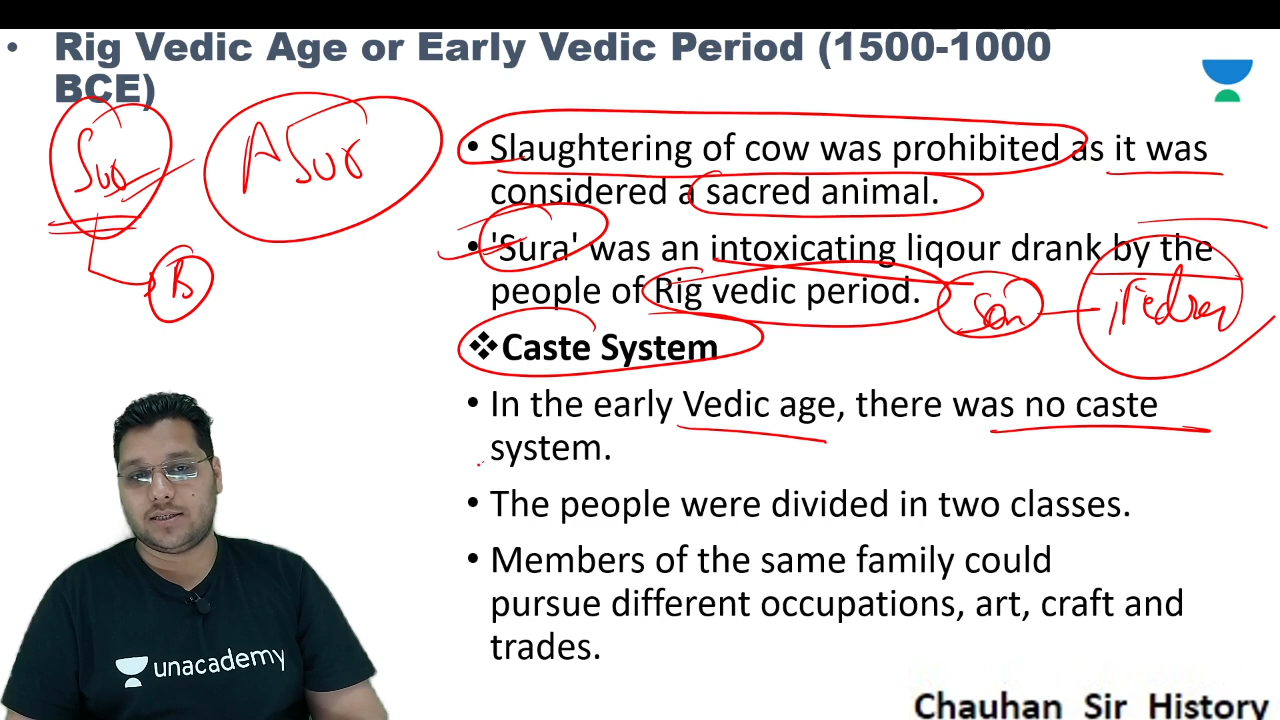 • Rig Vedic Age or Early Vedic Period (1500-1000
BCE)
Sur
ASur
B
• Slaughtering of cow was prohibited as it was
considered a sacred animal.
• 'Sura' was an intoxicating liqour drank by the
people of Rig vedic period.
❖Caste System
• In the early Vedic age, there was no caste
system.
• The people were divided in two classes.
• Members of the same family could
pursue different occupations, art, craft and
trades.
unacademy
Chauhan Sir History